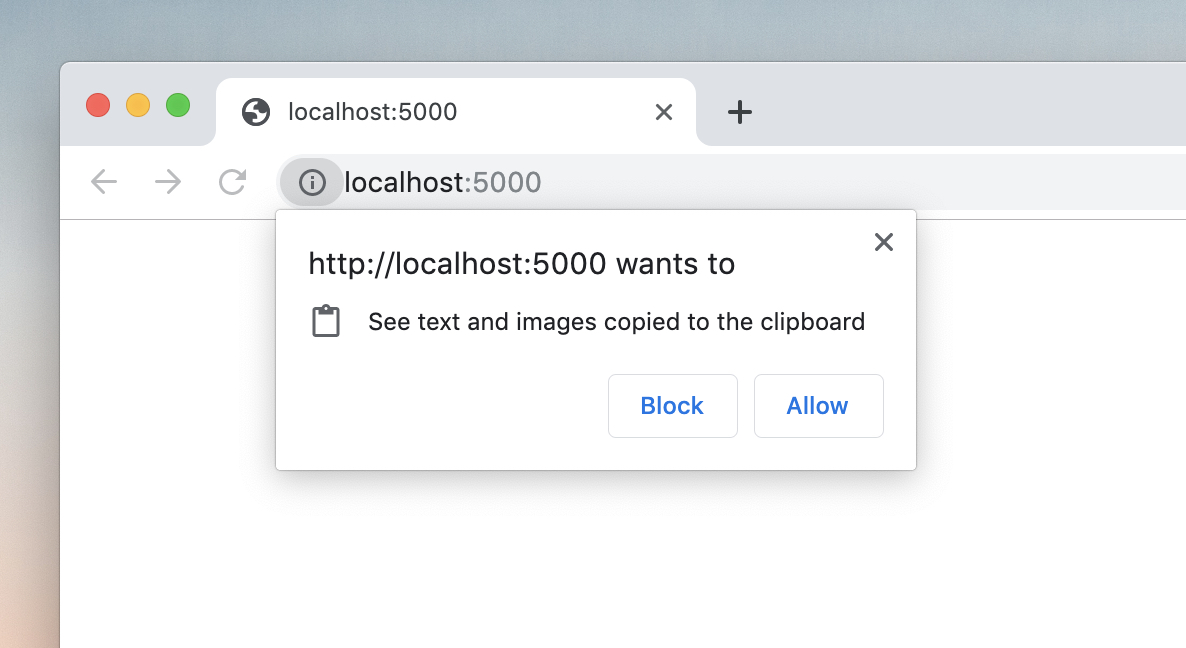 localhost:5000
localhost:5000
http://localhost:5000 wants to
See text and images copied to the clipboard
Block
Allow